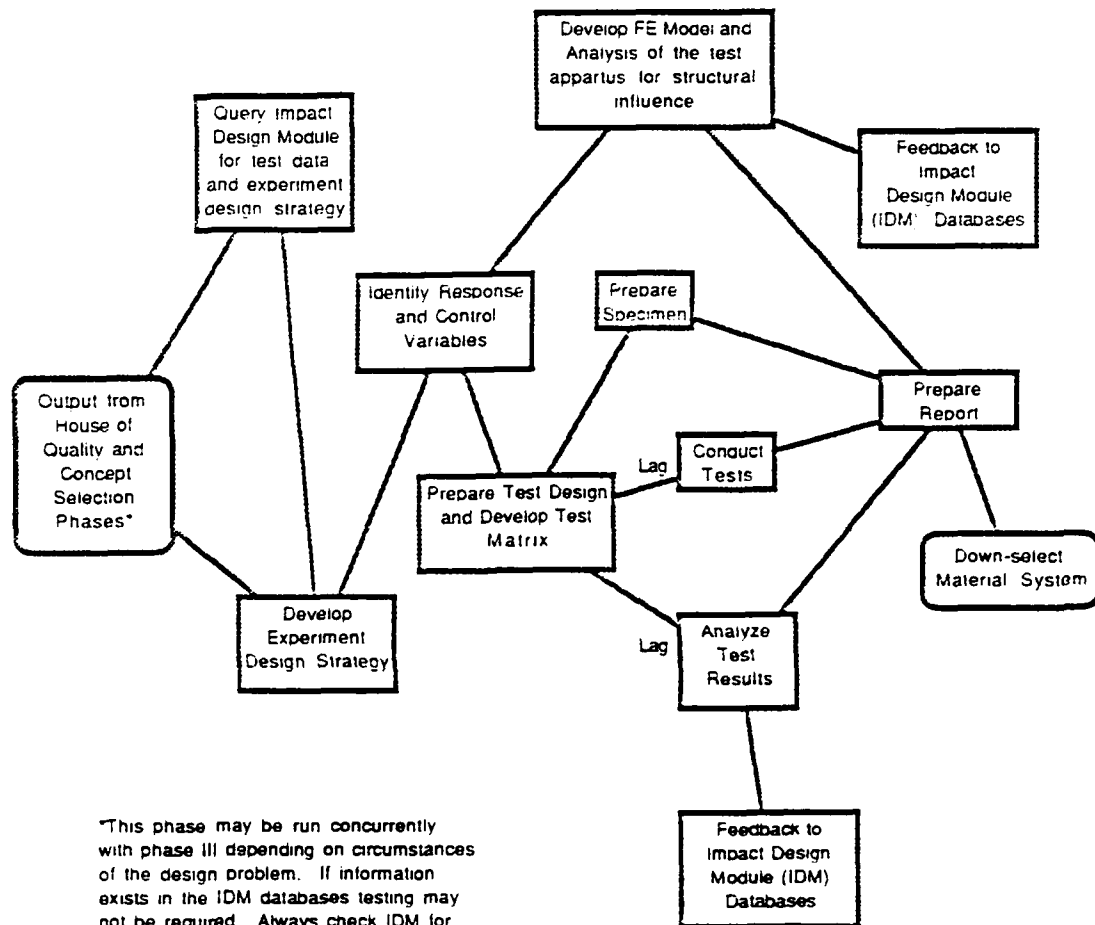 Develop FE Model and
Analysis of the test
appartus for structural
influence
Query Impact
Design Module
for test data
and experiment
design strategy
Feedback to
Impact
Design Module
(IDM) Databases
Identify Response
and Control
Variables
Prepare
Specimen
Output from
House of
Quality and
Concept
Selection
Phases*
Prepare
Report
Lag
Conduct
Tests
Prepare Test Design
and Develop Test
Matrix
Down-select
Material System
Develop
Experiment
Design Strategy
Lag
Analyze
Test
Results
Feedback to
Impact Design
Module (IDM)
Databases
*This phase may be run concurrently
with phase III depending on circumstances
of the design problem. If information
exists in the IDM databases testing may
not be required. Always check IDM for